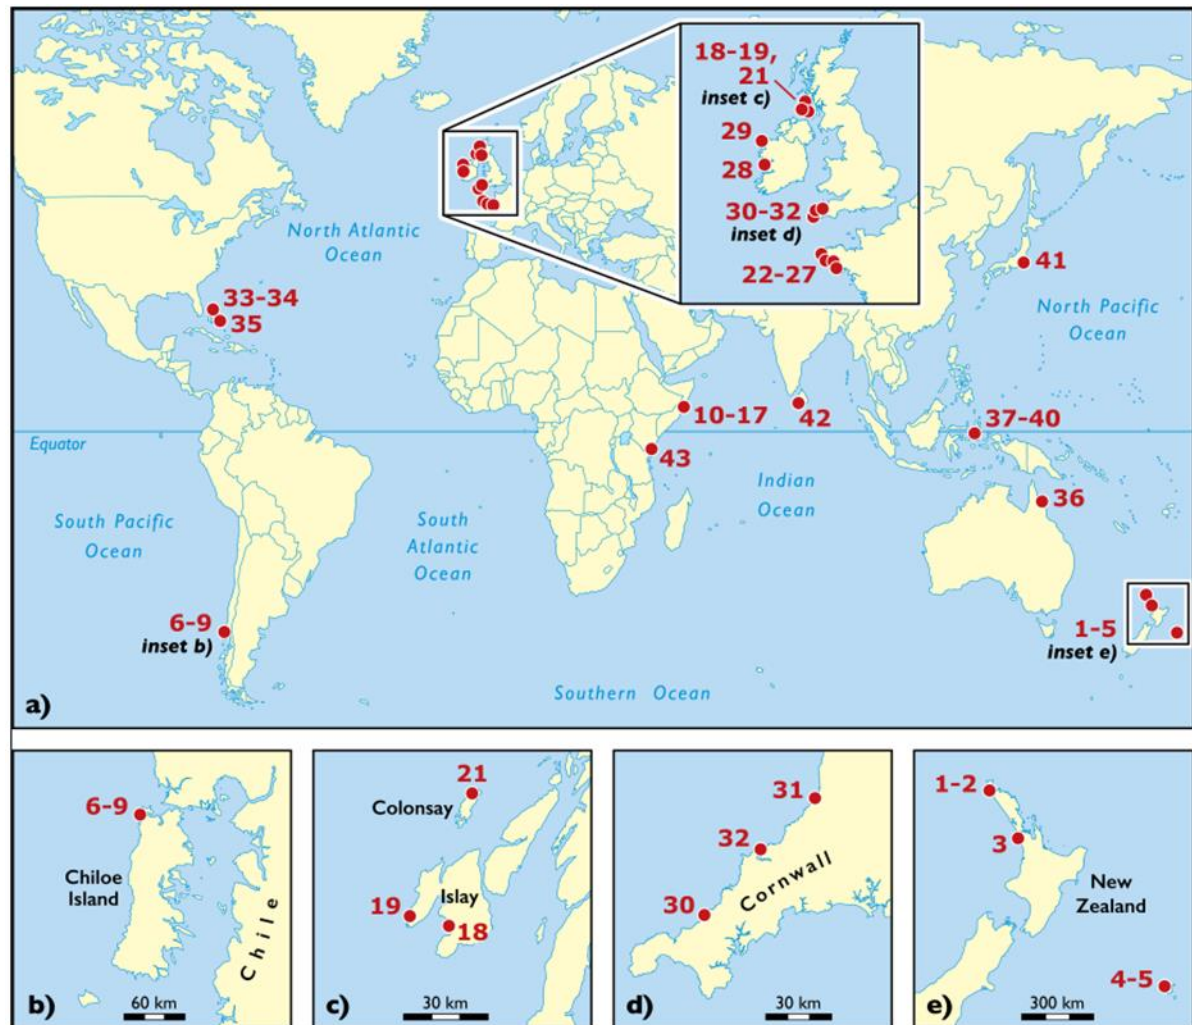 18-19,
21
inset c)
29
28
30-32
inset d)
22-27
North Atlantic
Ocean
41
33-34
35
North Pacific
Ocean
10-17
42
37-40
Equator
43
Indian
Ocean
36
South Pacific
Ocean
South
Atlantic
Ocean
6-9
inset b)
1-5
inset e)
Southern Ocean
a)
6-9
Chiloe
Island
Chile
b)
60 km
21
Colonsay
19
Islay
18
c)
30 km
31
32
Cornwall
30
d)
30 km
1-2
3
New
Zealand
4-5
e)
300 km